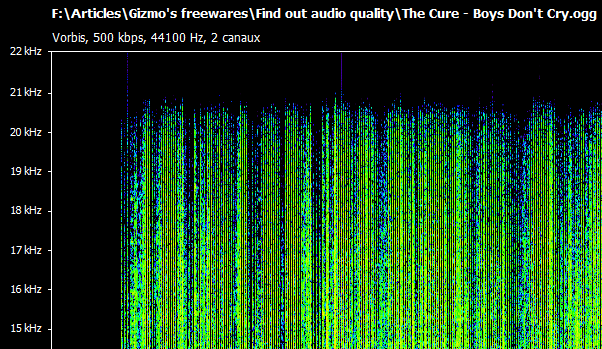 F:\Articles\Gizmo's freewares\Find out audio quality\The Cure - Boys Don't Cry.ogg
Vorbis, 500 kbps, 44100 Hz, 2 canaux
22 kHz
21 kHz
20 kHz
19 kHz
18 kHz
17 kHz
16 kHz
15 kHz